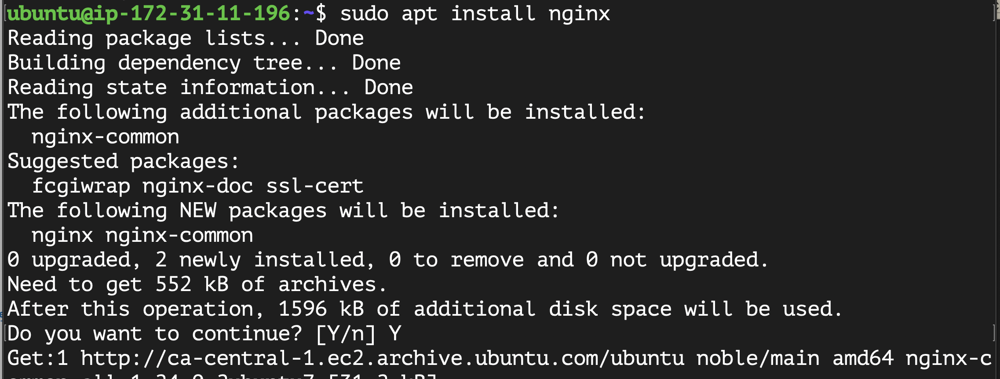 ubuntu@ip-172-31-11-196:~$ sudo apt install nginx
Reading package lists... Done
Building dependency tree... Done
Reading state information... Done
The following additional packages will be installed:
  nginx-common
Suggested packages:
  fcgiwrap nginx-doc ssl-cert
The following NEW packages will be installed:
  nginx nginx-common
0 upgraded, 2 newly installed, 0 to remove and 0 not upgraded.
Need to get 552 kB of archives.
After this operation, 1596 kB of additional disk space will be used.
Do you want to continue? [Y/n] Y
Get:1 http://ca-central-1.ec2.archive.ubuntu.com/ubuntu noble/main amd64 nginx-c